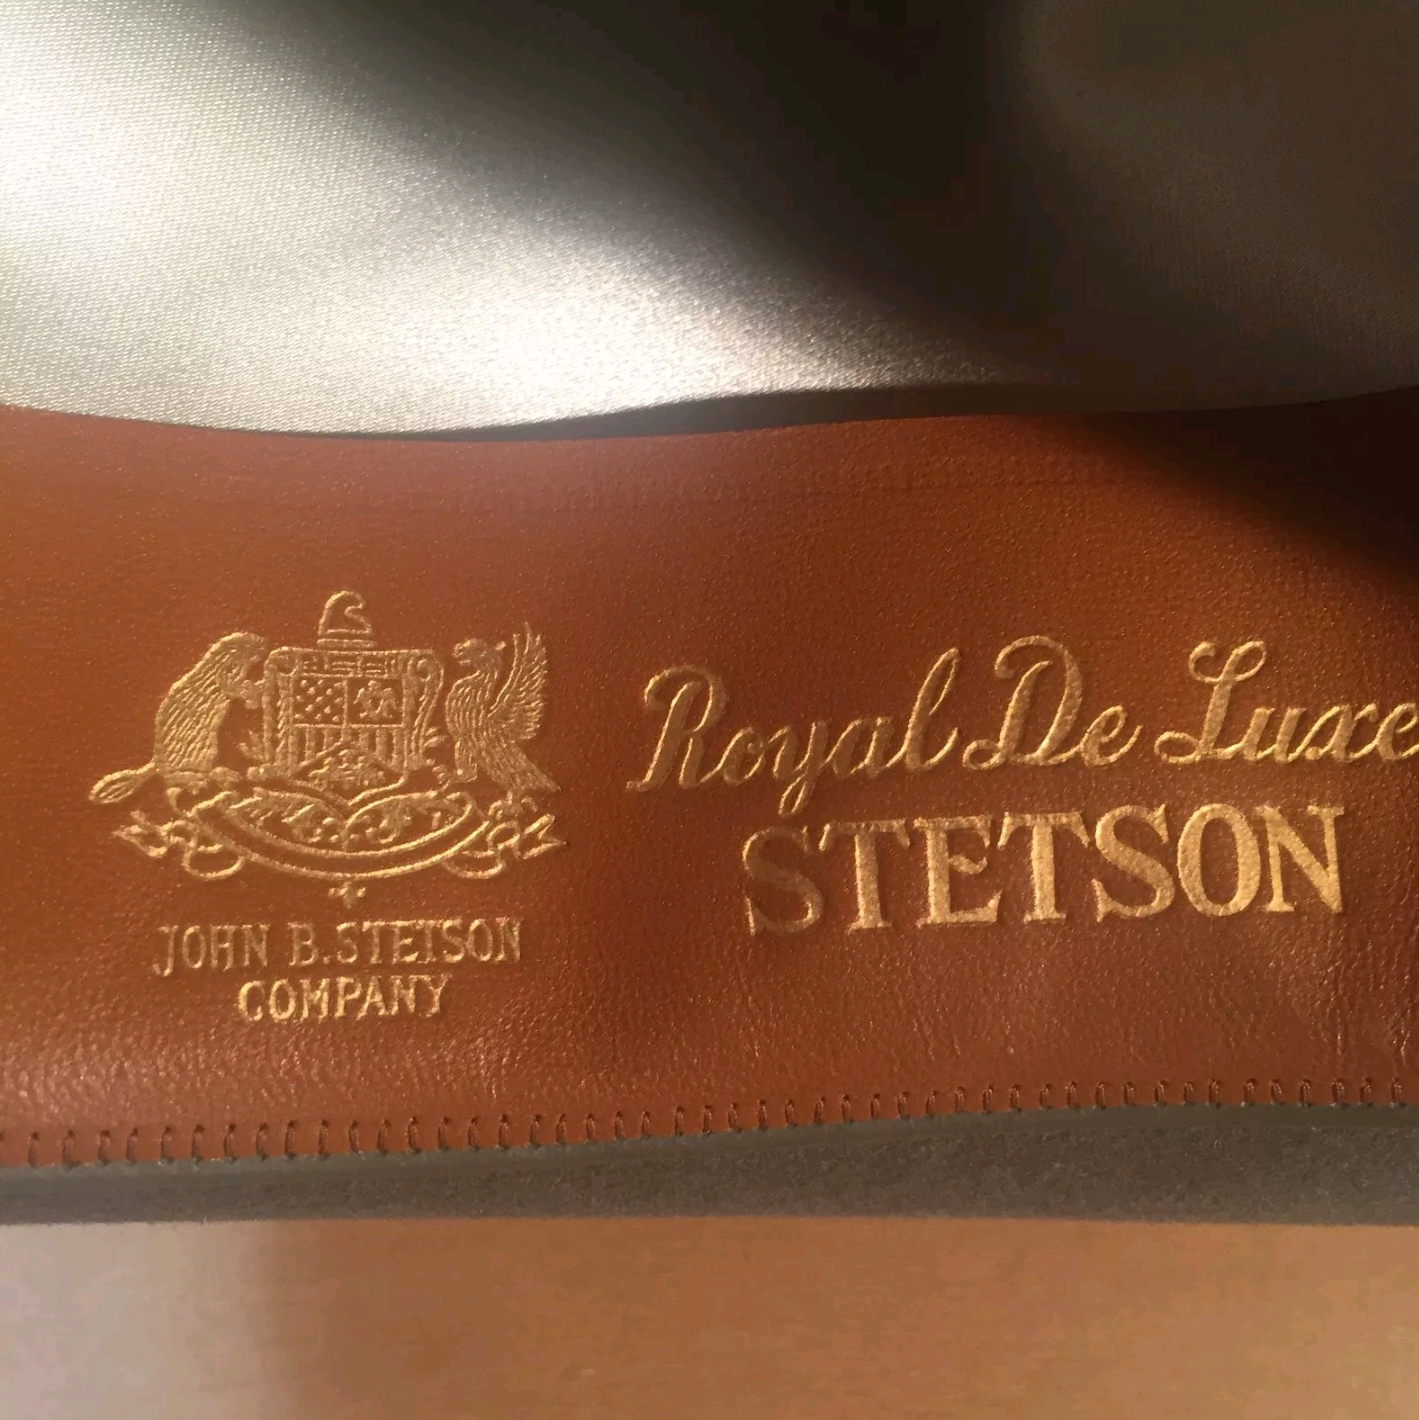 Royal De Luxe
STETSON
JOHN B. STETSON
COMPANY